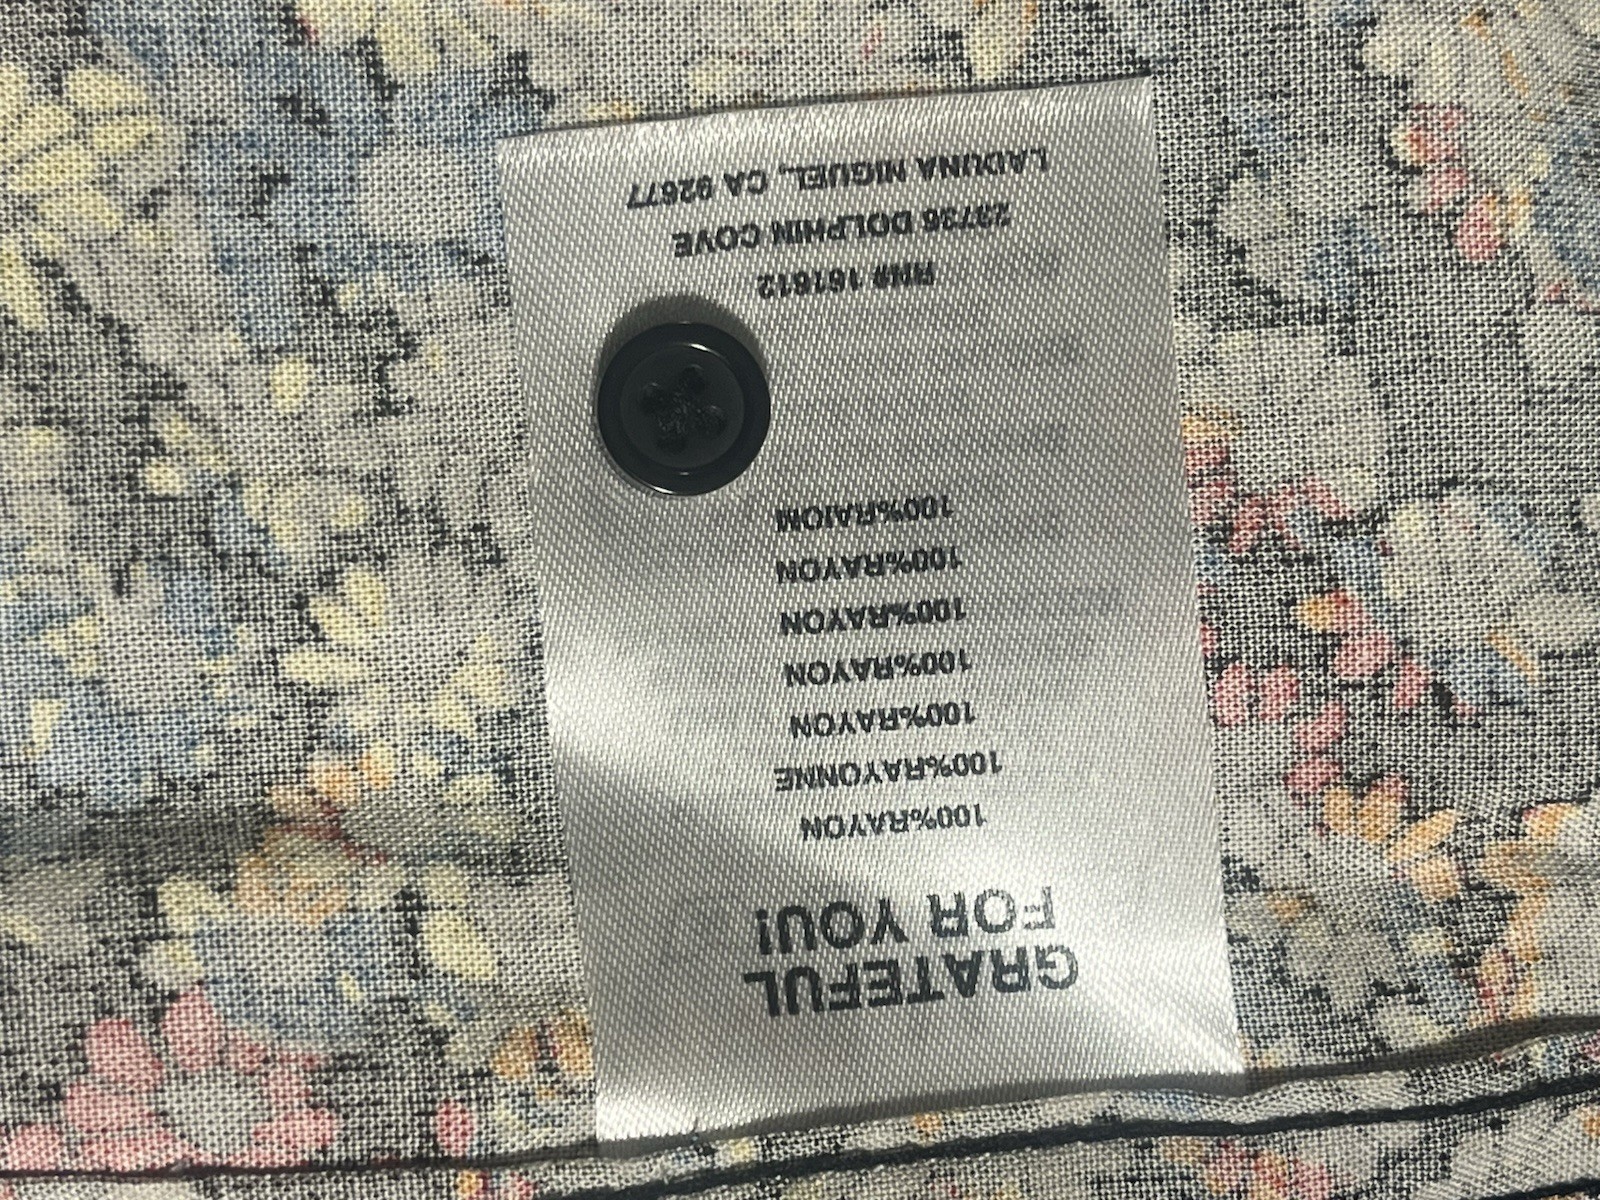 GRATEFUL
FOR YOU!
100%RAYON
100%RAYONNE
100%RAYON
100%RAYON
100%RAYON
100%RAYON
100%RAIOM
RN# 161612
23736 DOLPHIN COVE
LADUNA NIGUEL, CA 92677